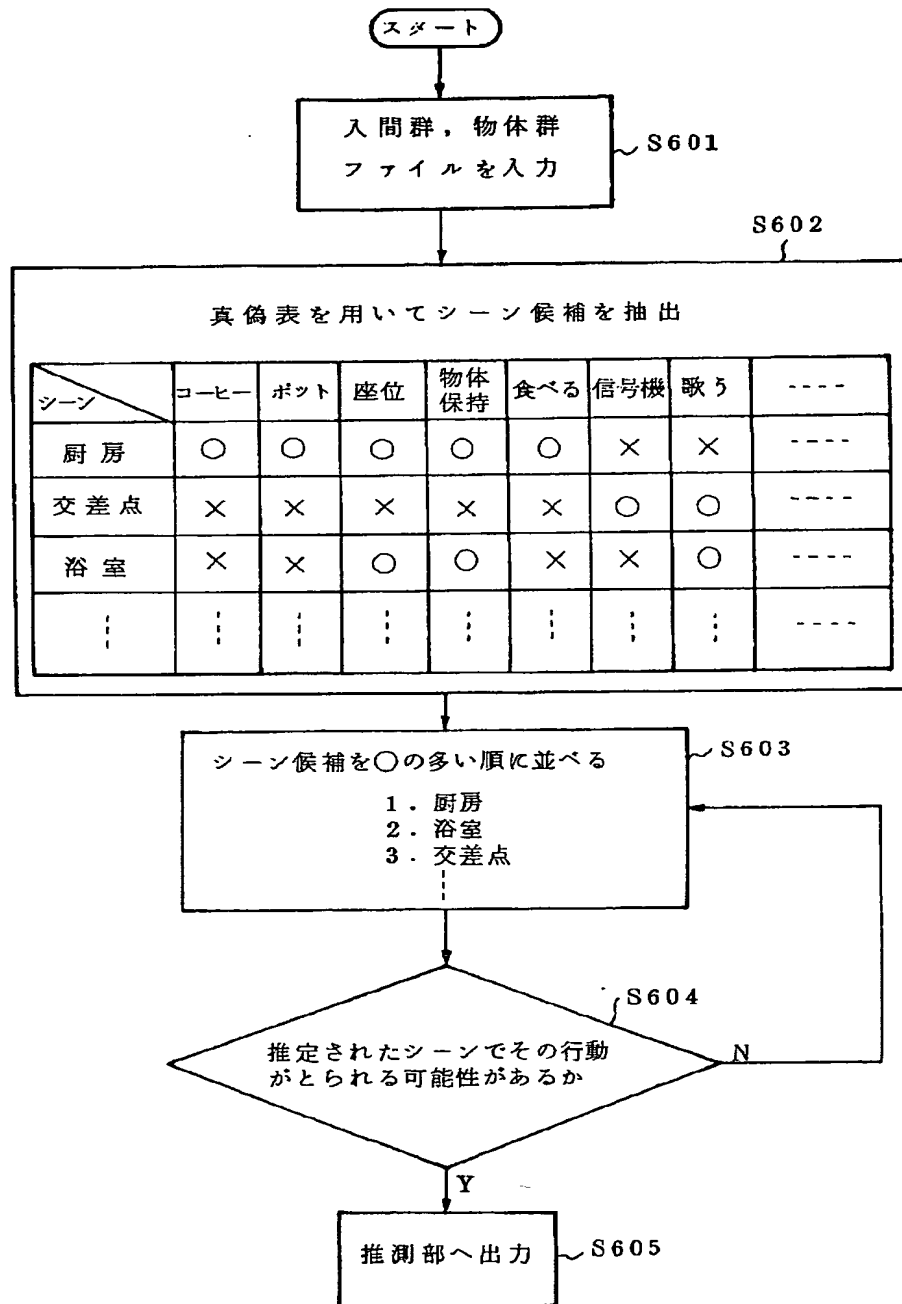 スタート
人間群，物体群
ファイルを入力
S601
S602
真偽表を用いてシーン候補を抽出
シーン コーヒー ポット 座位 物体保持 食べる 信号機 歌う ----
厨房 ○ ○ ○ ○ ○ × × ----
交差点 × × × × × ○ ○ ----
浴室 × × ○ ○ × × ○ ----
----
S603
シーン候補を○の多い順に並べる
1．厨房
2．浴室
3．交差点
S604
推定されたシーンでその行動
がとられる可能性があるか
N
Y
推測部へ出力
S605